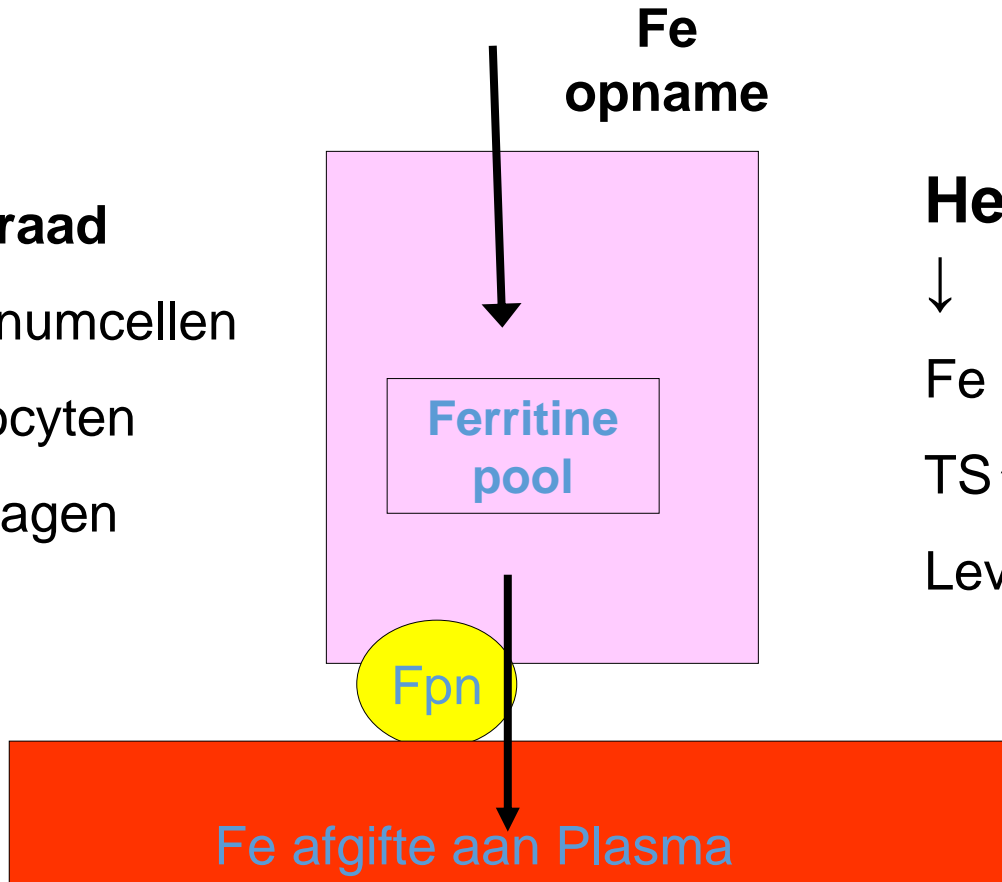 Fe
opname
raad
numcellen
ocyten
agen
Ferritine
pool
Fpn
Fe afgifte aan Plasma
He
↓
Fe
TS
Lev